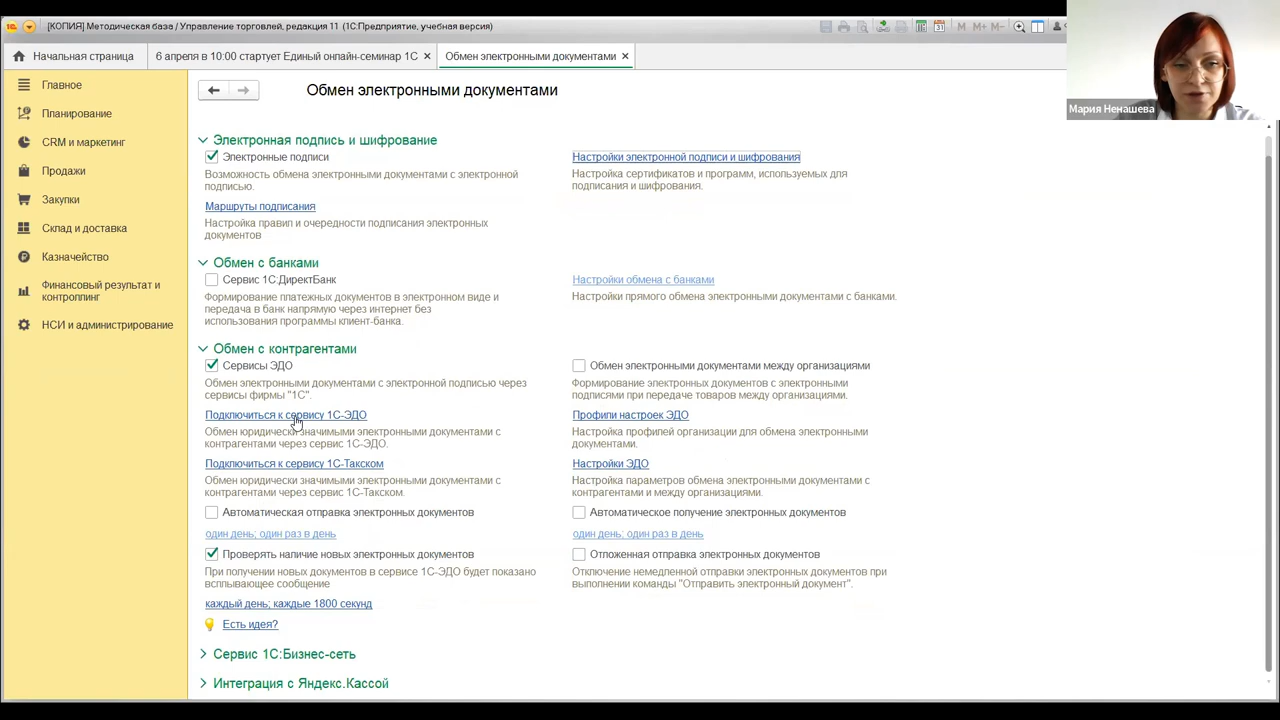 [КОПИЯ] Методическая база / Управление торговлей, редакция 11 (1С:Предприятие, учебная версия)
M M+ M-
Начальная страница
6 апреля в 10:00 стартует Единый онлайн-семинар 1С ×
Обмен электронными документами ×
Мария Ненашева
Главное
Планирование
CRM и маркетинг
Продажи
Закупки
Склад и доставка
Казначейство
Финансовый результат и
контроллинг
НСИ и администрирование
Обмен электронными документами
Электронная подпись и шифрование
Электронные подписи
Настройки электронной подписи и шифрования
Возможность обмена электронными документами с электронной
подписью.
Настройка сертификатов и программ, используемых для
подписания и шифрования.
Маршруты подписания
Настройка правил и очередности подписания электронных
документов
Обмен с банками
Сервис 1С:ДиректБанк
Настройки обмена с банками
Формирование платежных документов в электронном виде и
передача в банк напрямую через интернет без
использования программы клиент-банка.
Настройки прямого обмена электронными документами с банками.
Обмен с контрагентами
Сервисы ЭДО
Обмен электронными документами между организациями
Обмен электронными документами с электронной подписью через
сервисы фирмы "1С".
Формирование электронных документов с электронными
подписями при передаче товаров между организациями.
Подключиться к сервису 1С-ЭДО
Профили настроек ЭДО
Обмен юридически значимыми электронными документами с
контрагентами через сервис 1С-ЭДО.
Настройка профилей организации для обмена электронными
документами.
Подключиться к сервису 1С-Такском
Настройки ЭДО
Обмен юридически значимыми электронными документами с
контрагентами через сервис 1С-Такском.
Настройка параметров обмена электронными документами с
контрагентами и между организациями.
Автоматическая отправка электронных документов
Автоматическое получение электронных документов
один день; один раз в день
один день; один раз в день
Проверять наличие новых электронных документов
Отложенная отправка электронных документов
При получении новых документов в сервисе 1С-ЭДО будет показано
всплывающее сообщение
Отключение немедленной отправки электронных документов при
выполнении команды "Отправить электронный документ".
каждый день; каждые 1800 секунд
Есть идея?
Сервис 1С:Бизнес-сеть
Интеграция с Яндекс.Кассой